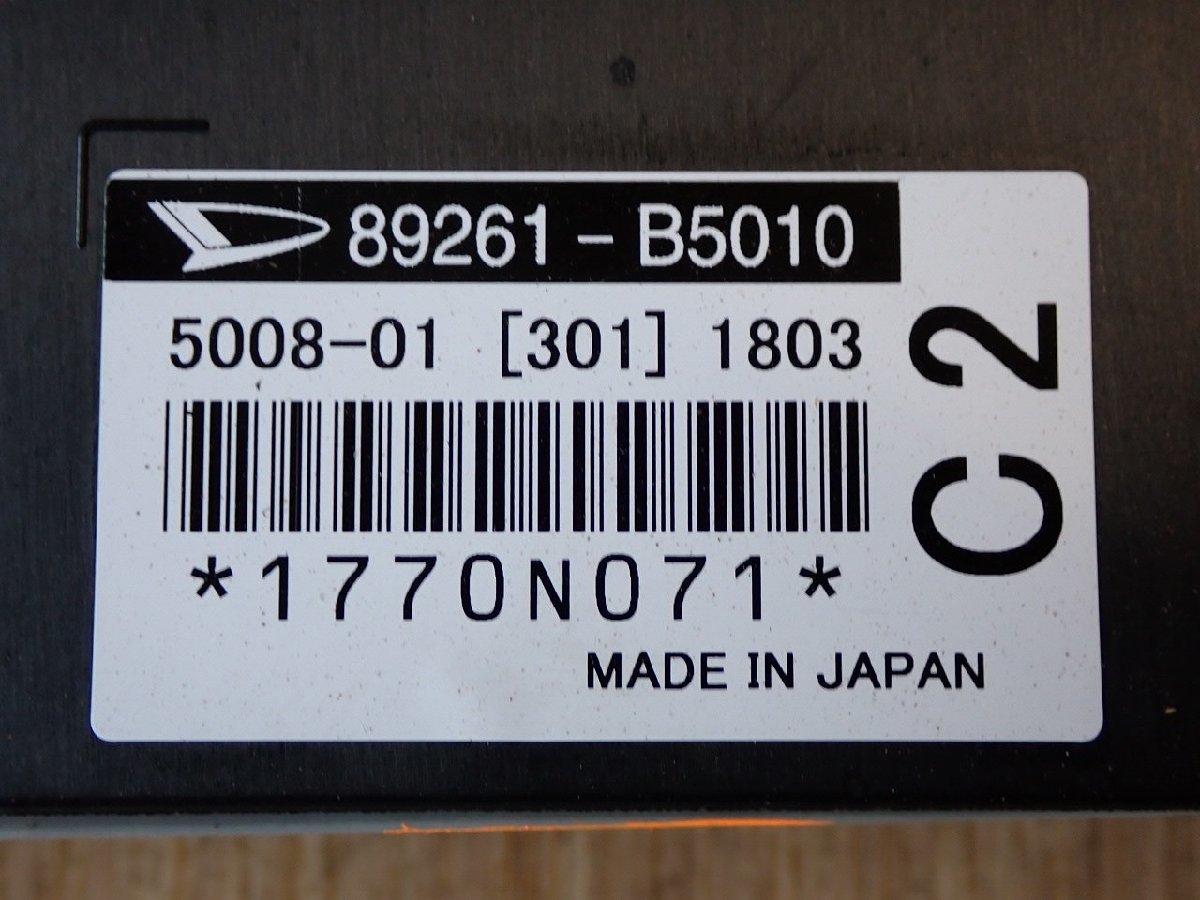 89261-B5010
5008-01 [301] 1803
*1770N071*
MADE IN JAPAN
C2